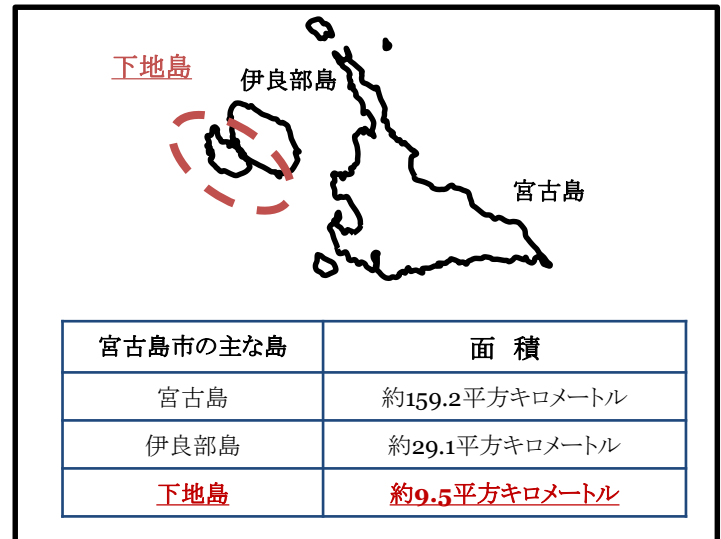 下地島
伊良部島
宮古島
宮古島市の主な島 面 積
宮古島 約159.2平方キロメートル
伊良部島 約29.1平方キロメートル
下地島 約9.5平方キロメートル